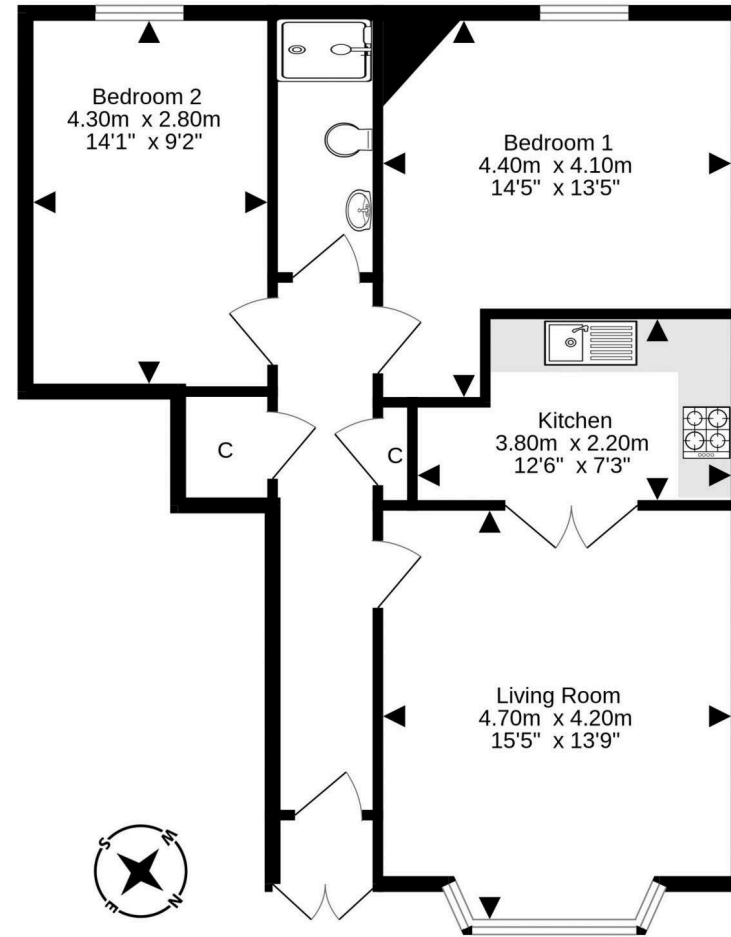 Bedroom 2
4.30m x 2.80m
14'1" x 9'2"
Bedroom 1
4.40m x 4.10m
14'5" x 13'5"
Kitchen
3.80m x 2.20m
12'6" x 7'3"
C
C
Living Room
4.70m x 4.20m
15'5" x 13'9"
S
W
E
N